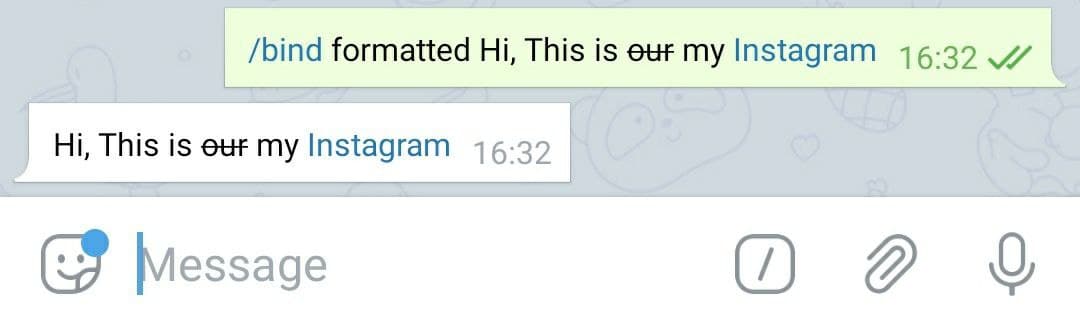 /bind formatted Hi, This is our my Instagram 16:32
Hi, This is our my Instagram 16:32
Message